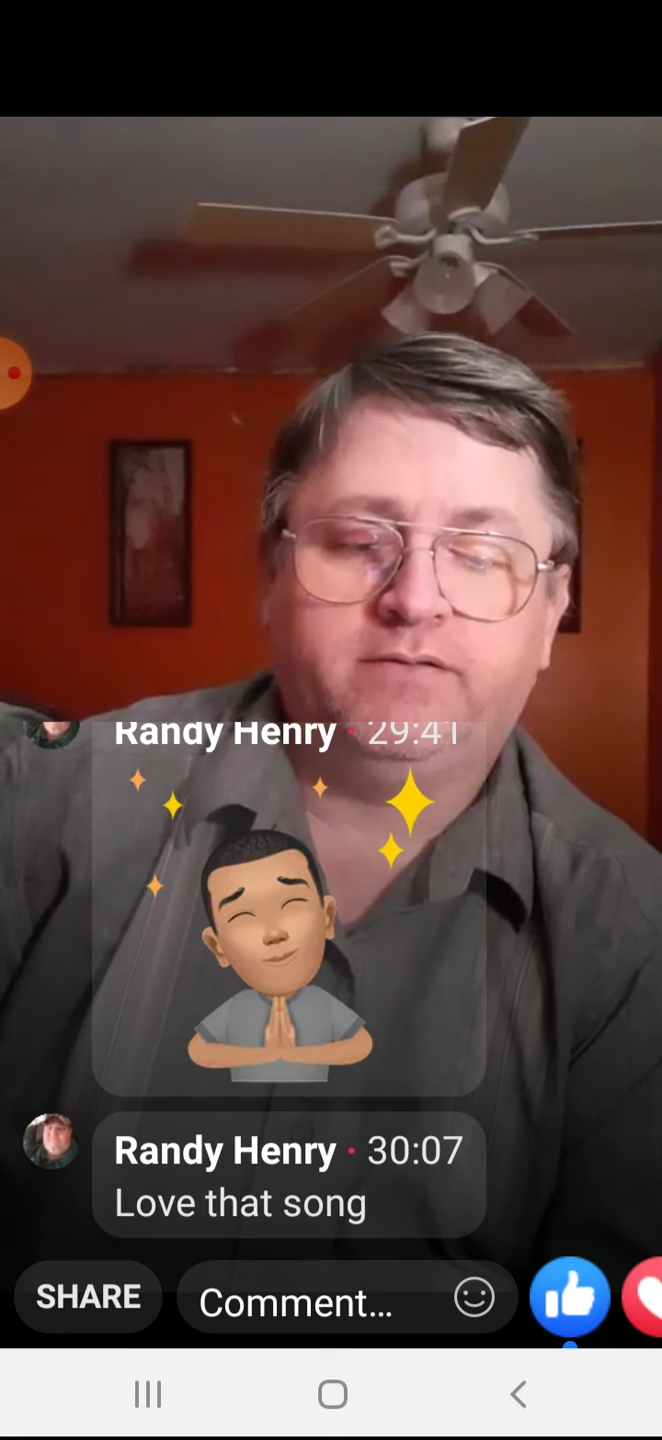 Randy Henry • 29:41
Randy Henry • 30:07
Love that song
SHARE
Comment...